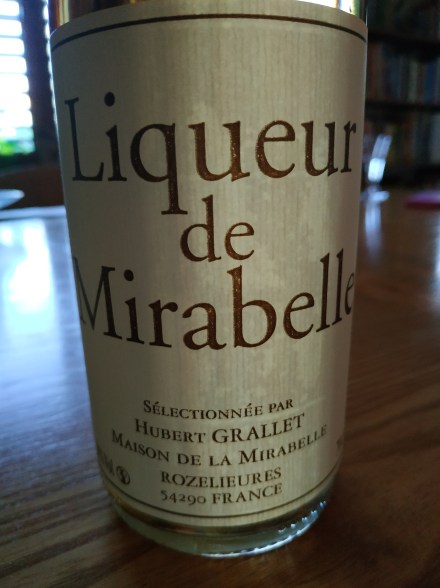 Liqueur
de
Mirabelle
SÉLECTIONNÉE PAR
HUBERT GRALLET
MAISON DE LA MIRABELLE
ROZELIEURES
54290 FRANCE